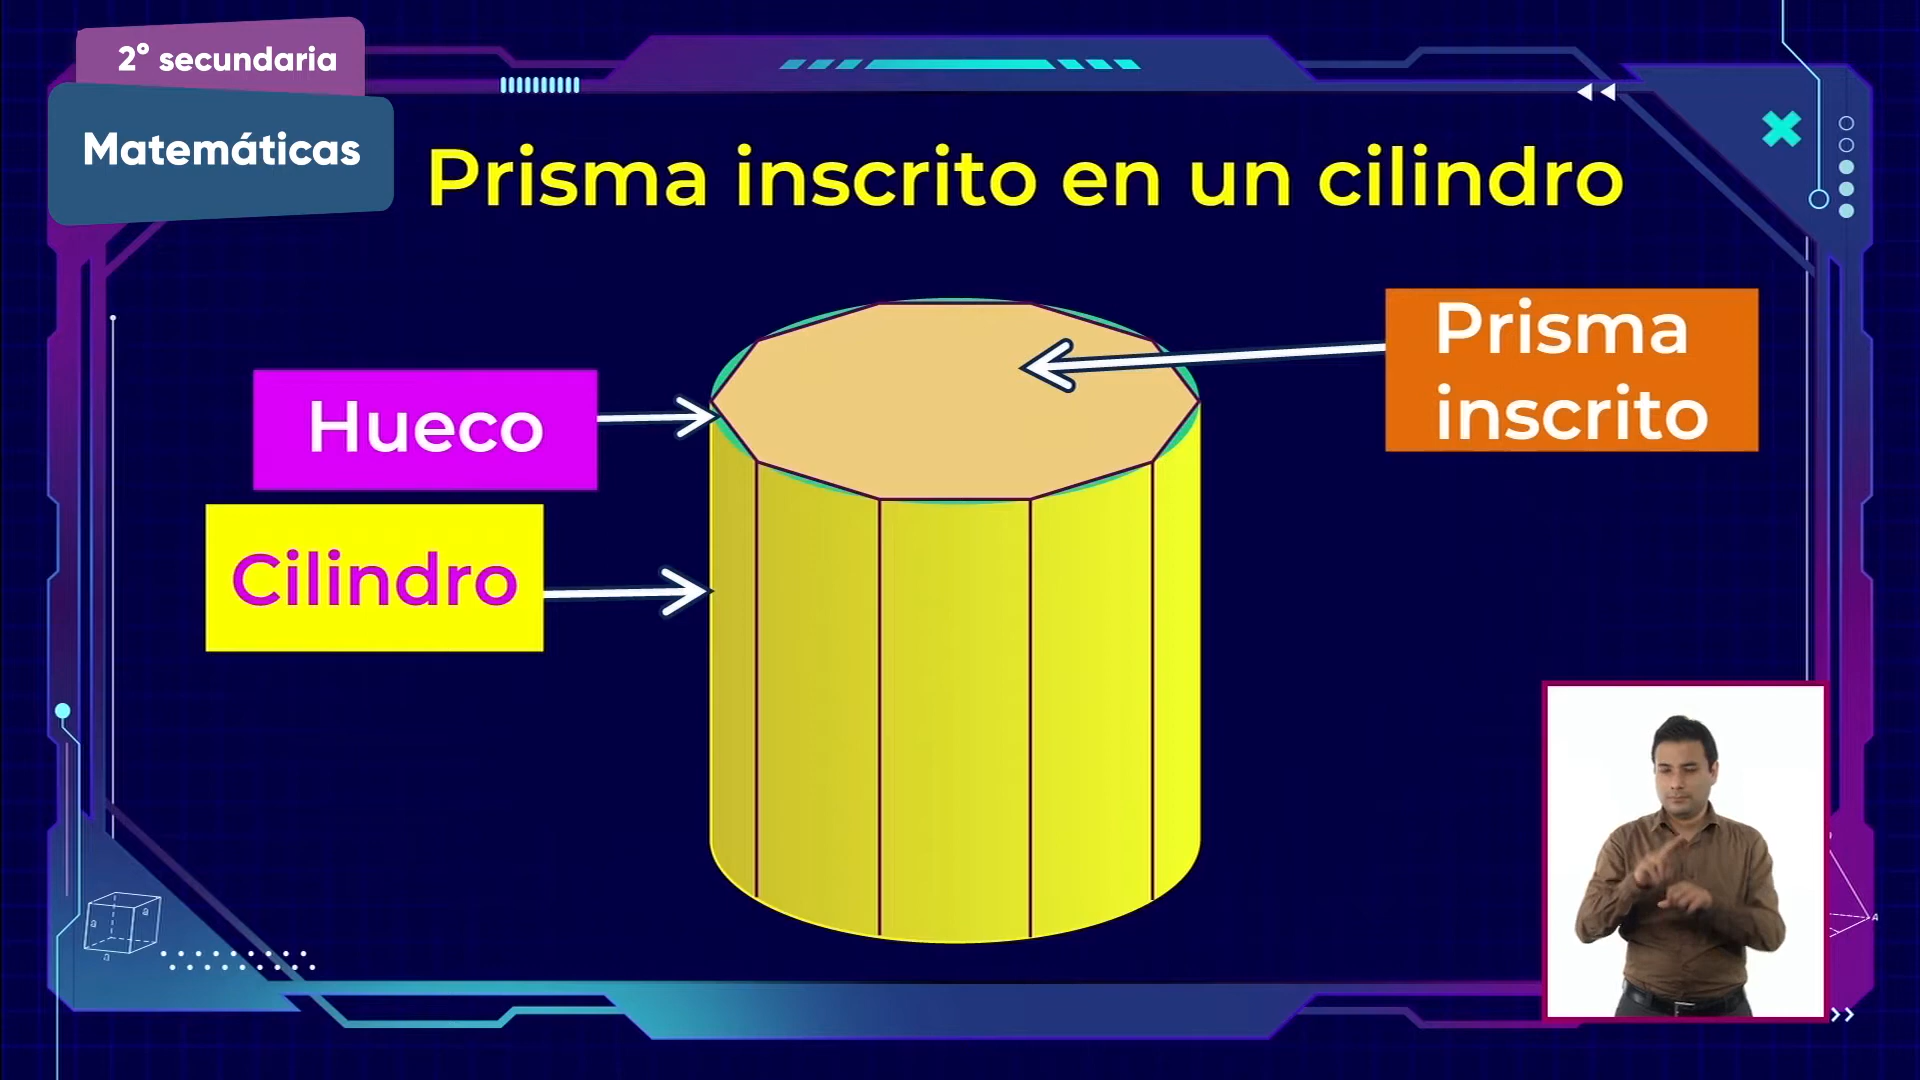 2° secundaria
Matemáticas
Prisma inscrito en un cilindro
Prisma
inscrito
Hueco
Cilindro
a
a
a
A